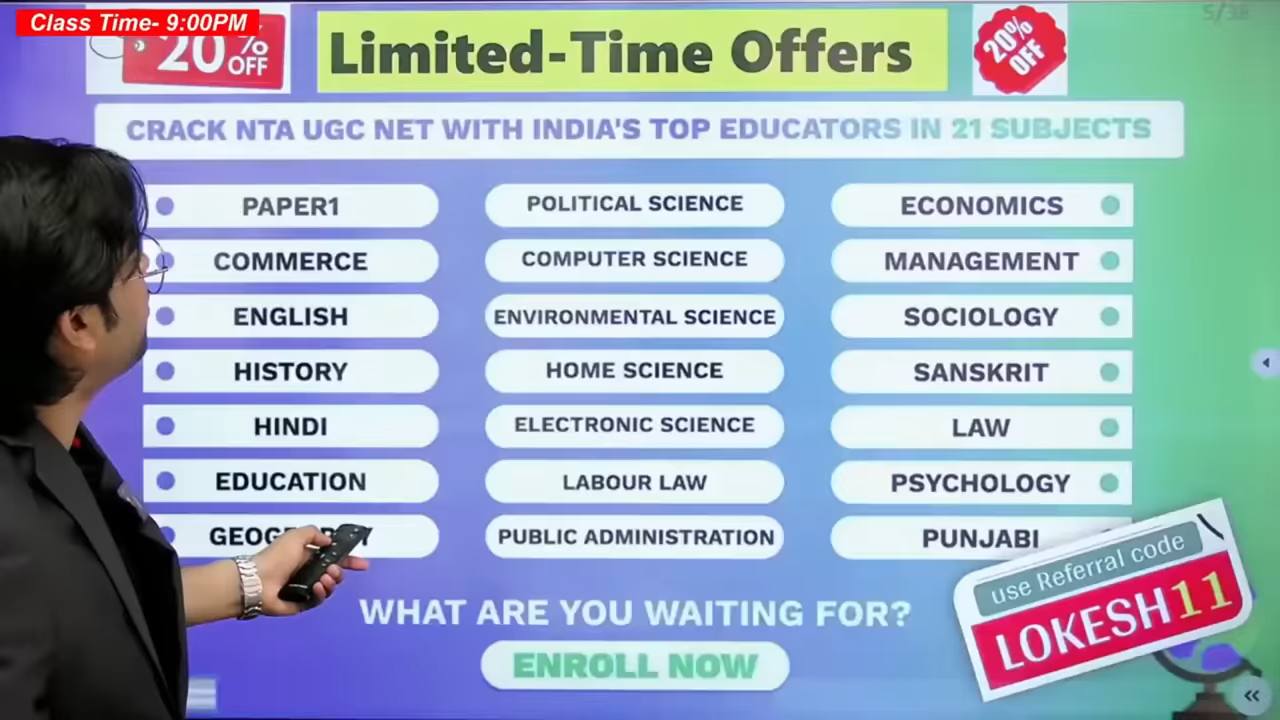 Class Time- 9:00PM
20% OFF
Limited-Time Offers
20% OFF
5/38
CRACK NTA UGC NET WITH INDIA'S TOP EDUCATORS IN 21 SUBJECTS
PAPER1
POLITICAL SCIENCE
ECONOMICS
COMMERCE
COMPUTER SCIENCE
MANAGEMENT
ENGLISH
ENVIRONMENTAL SCIENCE
SOCIOLOGY
HISTORY
HOME SCIENCE
SANSKRIT
HINDI
ELECTRONIC SCIENCE
LAW
EDUCATION
LABOUR LAW
PSYCHOLOGY
PUBLIC ADMINISTRATION
PUNJABI
use Referral code
LOKESH11
WHAT ARE YOU WAITING FOR?
ENROLL NOW